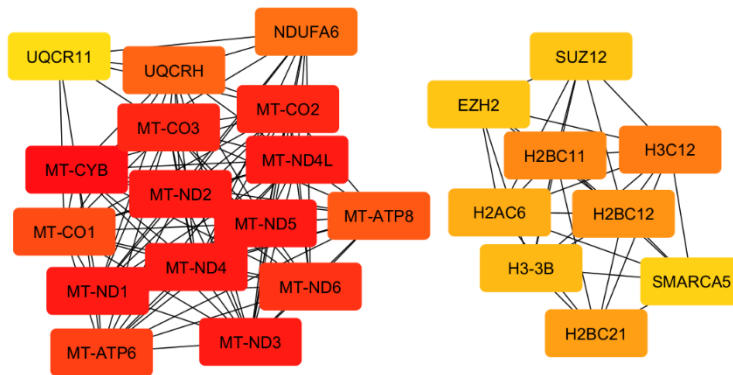 UQCR11
NDUFA6
UQCRH
MT-CO2
MT-CO3
MT-ND4L
MT-CYB
MT-ND2
MT-ND5
MT-ATP8
MT-CO1
MT-ND4
MT-ND1
MT-ND6
MT-ATP6
MT-ND3
SUZ12
EZH2
H2BC11
H3C12
H2AC6
H2BC12
H3-3B
SMARCA5
H2BC21